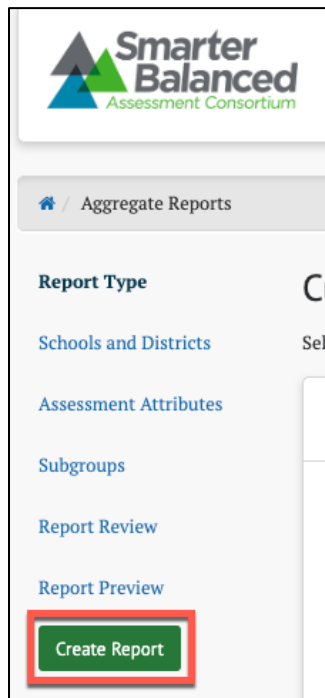 Smarter
Balanced
Assessment Consortium
/ Aggregate Reports
Report Type
Schools and Districts
Assessment Attributes
Subgroups
Report Review
Report Preview
Create Report